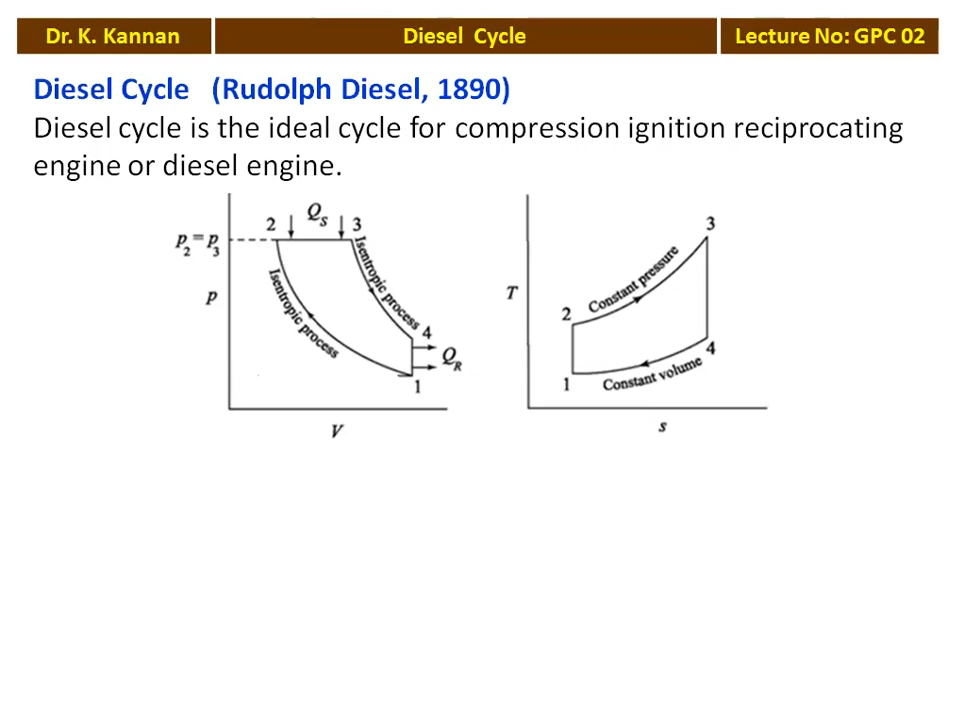 Dr. K. Kannan
Diesel Cycle
Lecture No: GPC 02
Diesel Cycle (Rudolph Diesel, 1890)
Diesel cycle is the ideal cycle for compression ignition reciprocating
engine or diesel engine.
2
Qs
3
p2 = p3
Isentropic process
Isentropic process
p
4
QR
1
V
3
Constant pressure
T
2
4
1
Constant volume
s